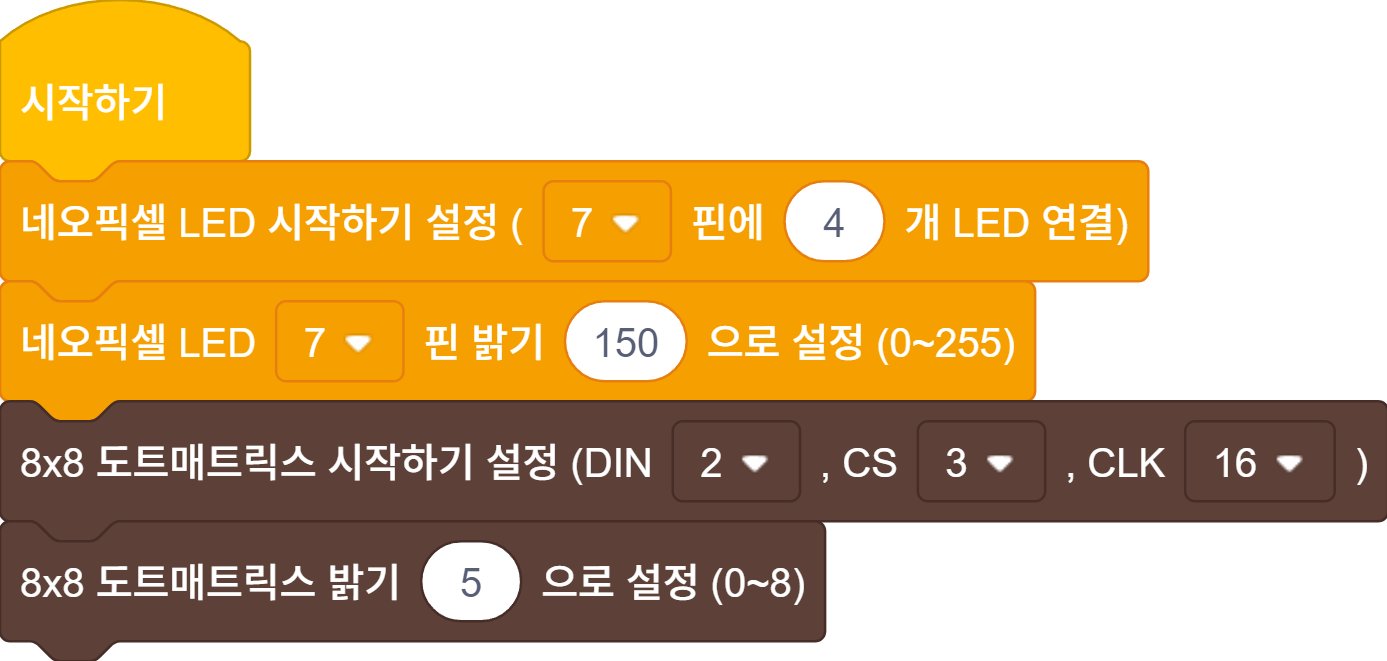 시작하기
네오픽셀 LED 시작하기 설정 ( 7 핀에 4 개 LED 연결)
네오픽셀 LED 7 핀 밝기 150 으로 설정 (0~255)
8x8 도트매트릭스 시작하기 설정 (DIN 2 , CS 3 , CLK 16 )
8x8 도트매트릭스 밝기 5 으로 설정 (0~8)